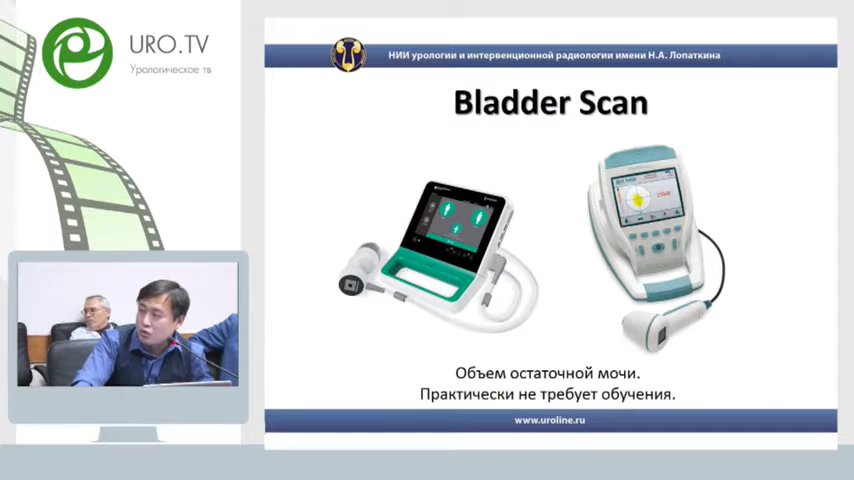 URO.TV
Урологическое тв
НИИ урологии и интервенционной радиологии имени Н.А. Лопаткина
Bladder Scan
Объем остаточной мочи.
Практически не требует обучения.
www.uroline.ru